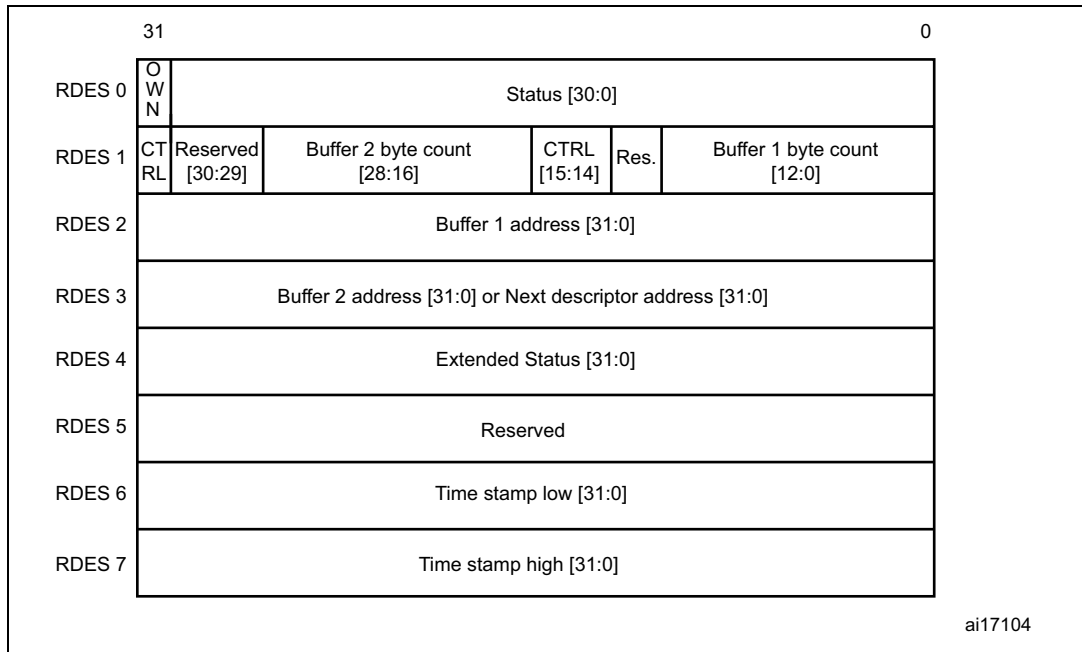 31 0
RDES 0
O
W
N
Status [30:0]
RDES 1
CT
RL
Reserved
[30:29]
Buffer 2 byte count
[28:16]
CTRL
[15:14]
Res.
Buffer 1 byte count
[12:0]
RDES 2
Buffer 1 address [31:0]
RDES 3
Buffer 2 address [31:0] or Next descriptor address [31:0]
RDES 4
Extended Status [31:0]
RDES 5
Reserved
RDES 6
Time stamp low [31:0]
RDES 7
Time stamp high [31:0]
ai17104